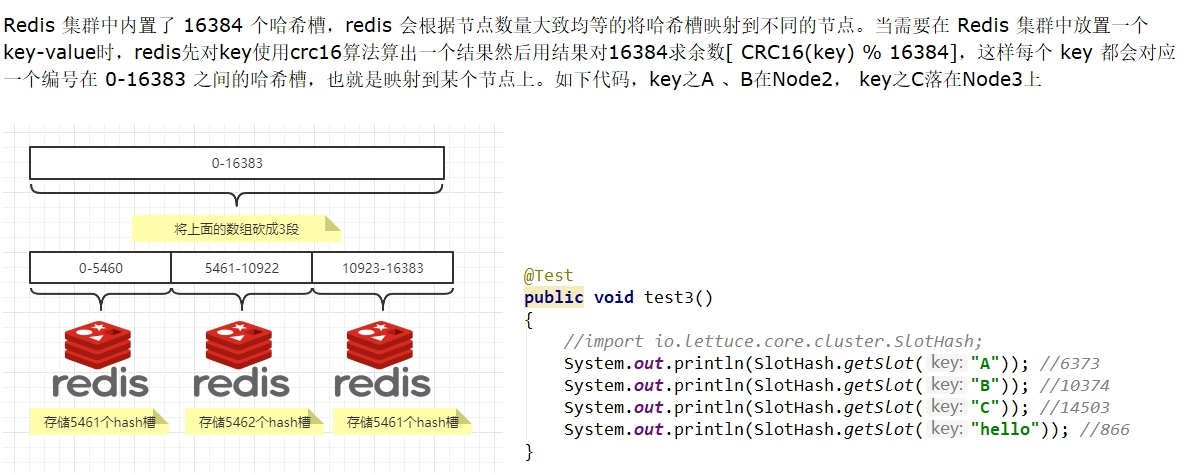 Redis 集群中内置了 16384 个哈希槽，redis 会根据节点数量大致均等的将哈希槽映射到不同的节点。当需要在 Redis 集群中放置一个
key-value时，redis先对key使用crc16算法算出一个结果然后用结果对16384求余数[ CRC16(key) % 16384]，这样每个 key 都会对应
一个编号在 0-16383 之间的哈希槽，也就是映射到某个节点上。如下代码，key之A 、B在Node2， key之C落在Node3上
0-16383
将上面的数组砍成3段
0-5460 5461-10922 10923-16383
redis redis redis
存储5461个hash槽 存储5462个hash槽 存储5461个hash槽
@Test
public void test3()
{
//import io.lettuce.core.cluster.SlotHash;
System.out.println(SlotHash.getSlot( key: "A")); //6373
System.out.println(SlotHash.getSlot( key: "B")); //10374
System.out.println(SlotHash.getSlot( key: "C")); //14503
System.out.println(SlotHash.getSlot( key: "hello")); //866
}